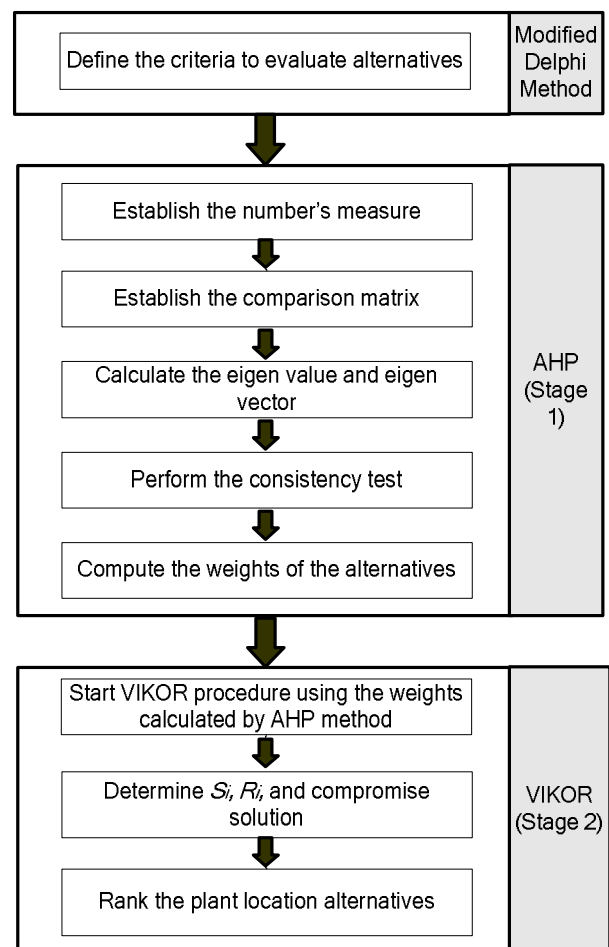 Define the criteria to evaluate alternatives
Modified
Delphi
Method
Establish the number's measure
Establish the comparison matrix
Calculate the eigen value and eigen
vector
Perform the consistency test
Compute the weights of the alternatives
AHP
(Stage
1)
Start VIKOR procedure using the weights
calculated by AHP method
Determine Si, Ri, and compromise
solution
Rank the plant location alternatives
VIKOR
(Stage 2)